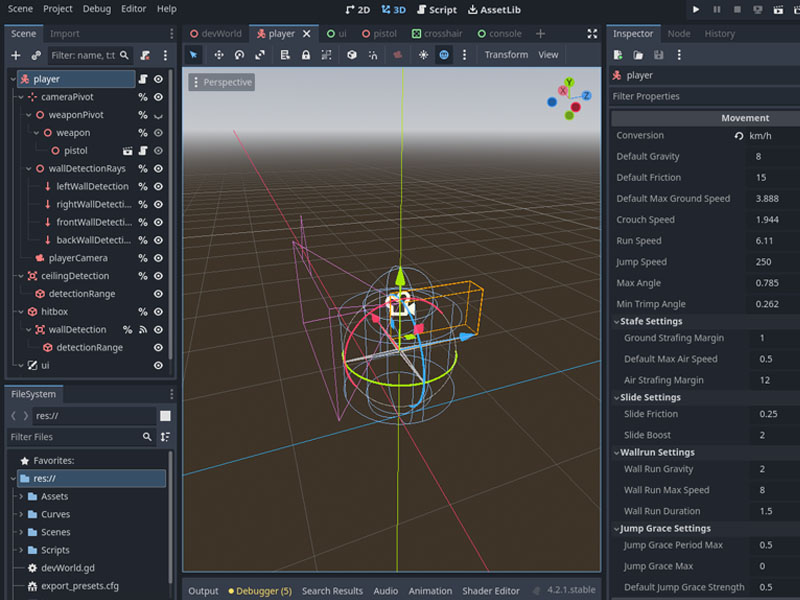 Scene Project Debug Editor Help
2D 3D Script AssetLib
Scene Import
devWorld player ui pistol crosshair console
Inspector Node History
Filter: name, t:t
Transform View
Perspective
Y
X
Z
player
cameraPivot
weaponPivot
weapon
pistol
wallDetectionRays
leftWallDetection
rightWallDetecti...
frontWallDetecti...
backWallDetecti...
playerCamera
ceilingDetection
detectionRange
hitbox
wallDetection
detectionRange
ui
FileSystem
res://
Filter Files
Favorites:
res://
Assets
Curves
Scenes
Scripts
devWorld.gd
export_presets.cfg
Output Debugger (5) Search Results Audio Animation Shader Editor 4.2.1.stable
player
Filter Properties
Movement
Conversion km/h
Default Gravity 8
Default Friction 15
Default Max Ground Speed 3.888
Crouch Speed 1.944
Run Speed 6.11
Jump Speed 250
Max Angle 0.785
Min Trimp Angle 0.262
Stafe Settings
Ground Strafing Margin 1
Default Max Air Speed 0.5
Air Strafing Margin 12
Slide Settings
Slide Friction 0.25
Slide Boost 2
Wallrun Settings
Wall Run Gravity 2
Wall Run Max Speed 8
Wall Run Duration 1.5
Jump Grace Settings
Jump Grace Period Max 0.5
Jump Grace Max 0
Default Jump Grace Strength 0.5